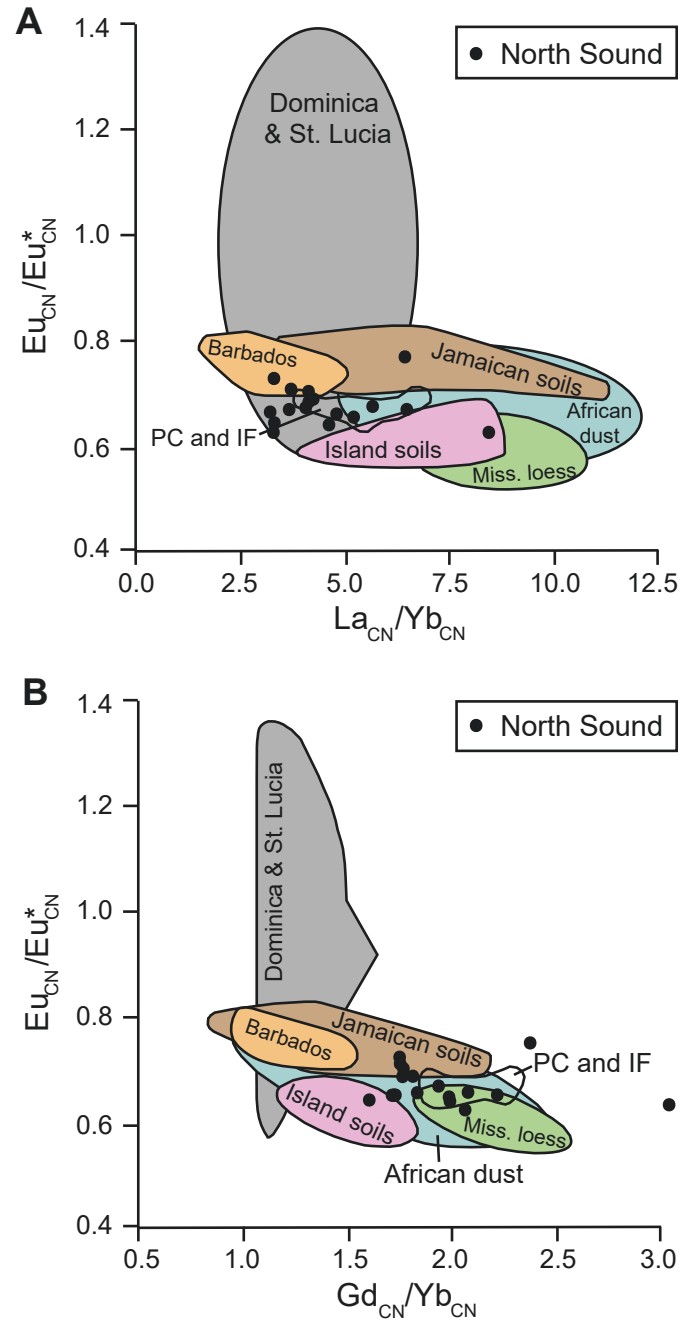 A
North Sound
1.4
1.2
1.0
0.8
0.6
0.4
Eu_CN/Eu*_CN
Dominica
& St. Lucia
Barbados
Jamaican soils
African
dust
PC and IF
Island soils
Miss. loess
0.0 2.5 5.0 7.5 10.0 12.5
La_CN/Yb_CN
B
North Sound
1.4
1.2
1.0
0.8
0.6
0.4
Eu_CN/Eu*_CN
Dominica & St. Lucia
Jamaican soils
Barbados
PC and IF
Island soils
Miss. loess
African dust
0.5 1.0 1.5 2.0 2.5 3.0
Gd_CN/Yb_CN